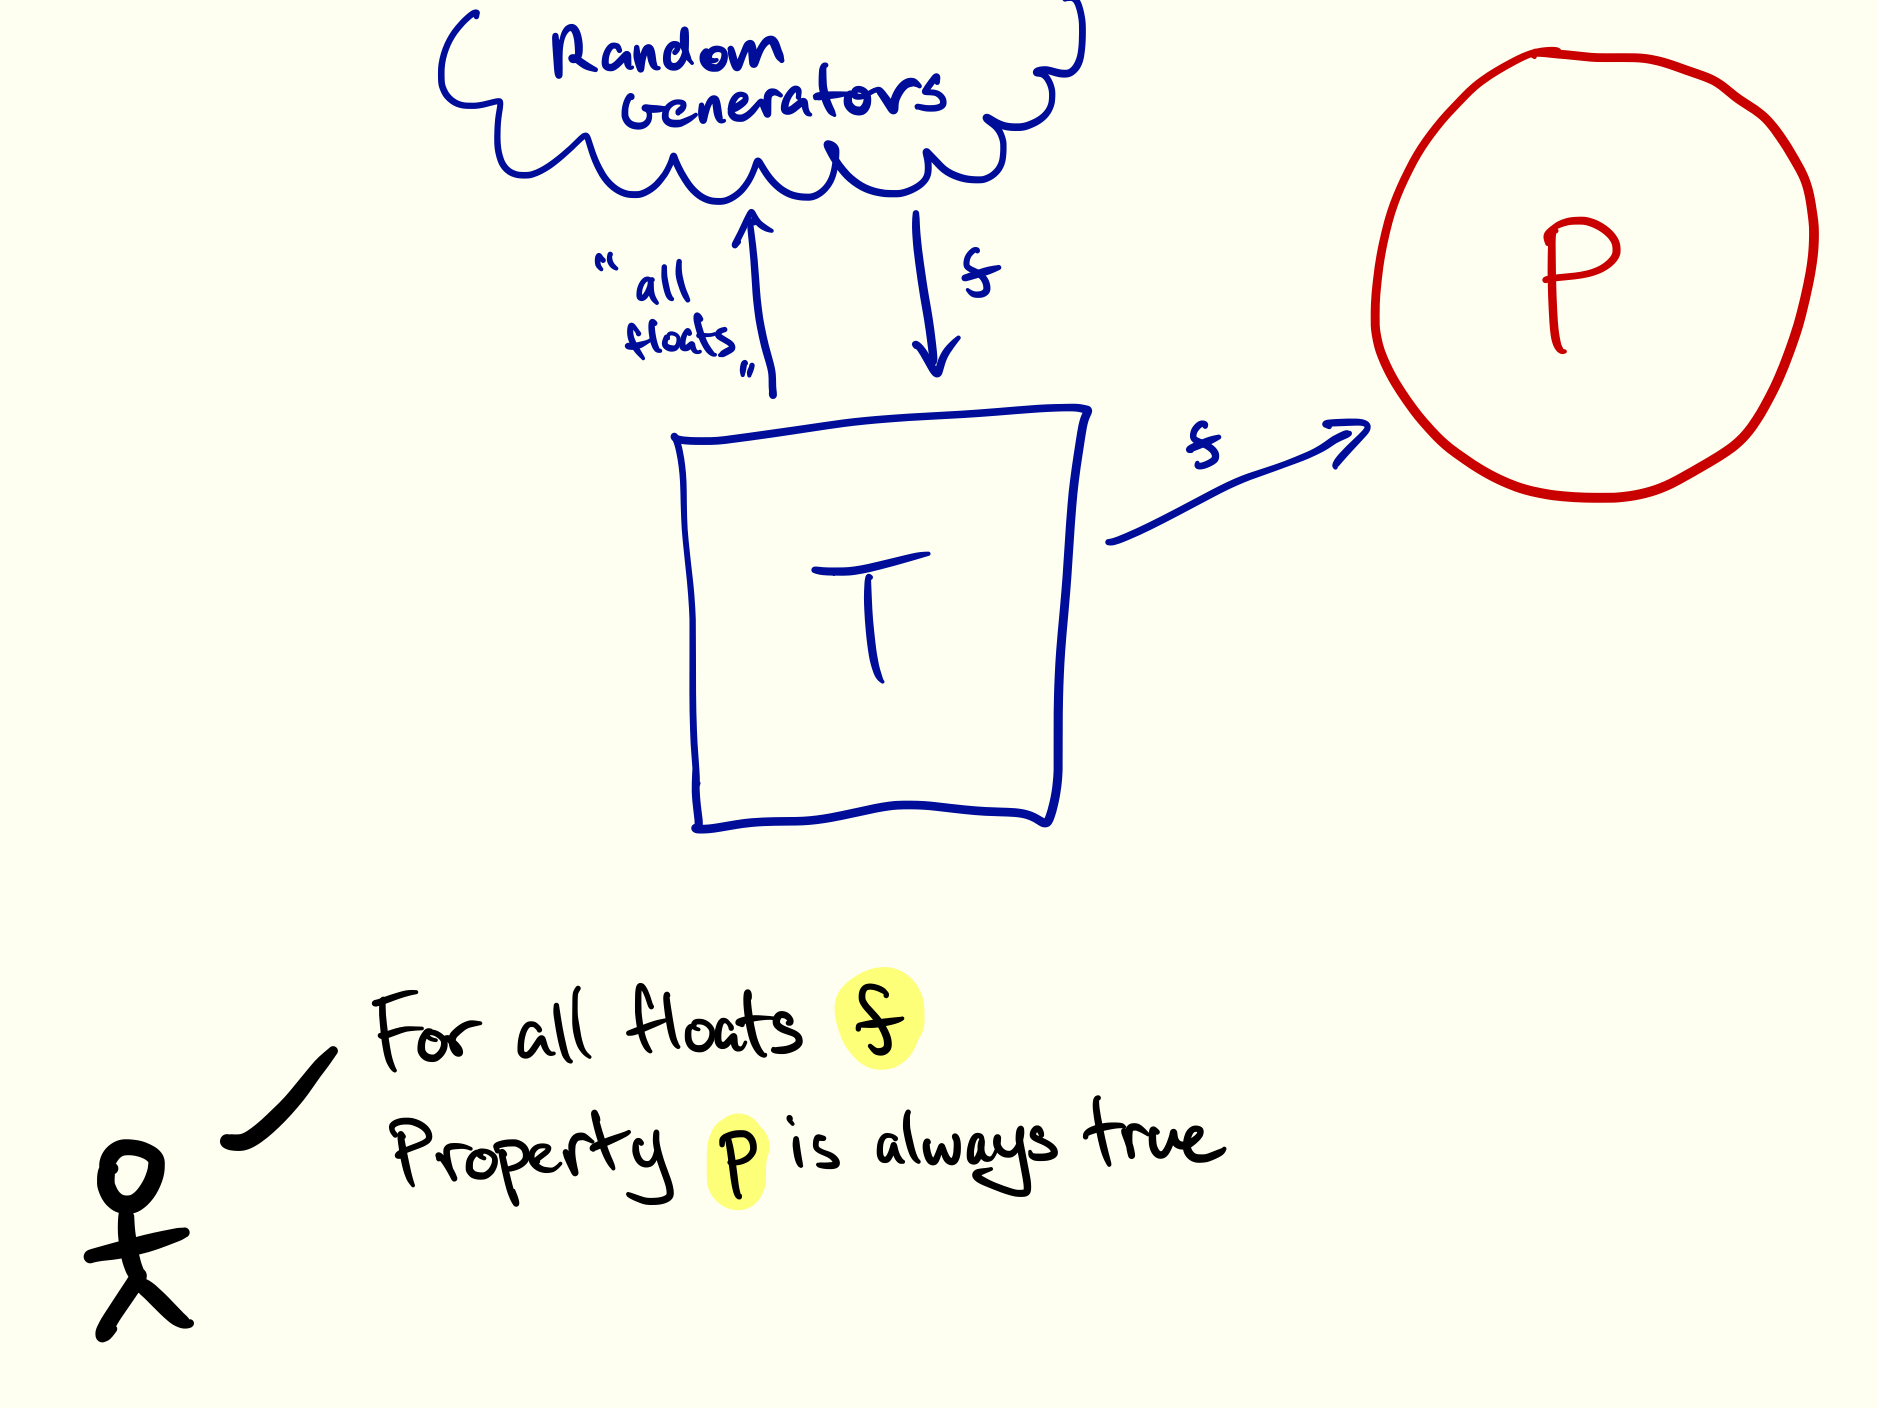 Random
Generators
“all
floats”
f
f
P
T
For all floats f
Property P is always true